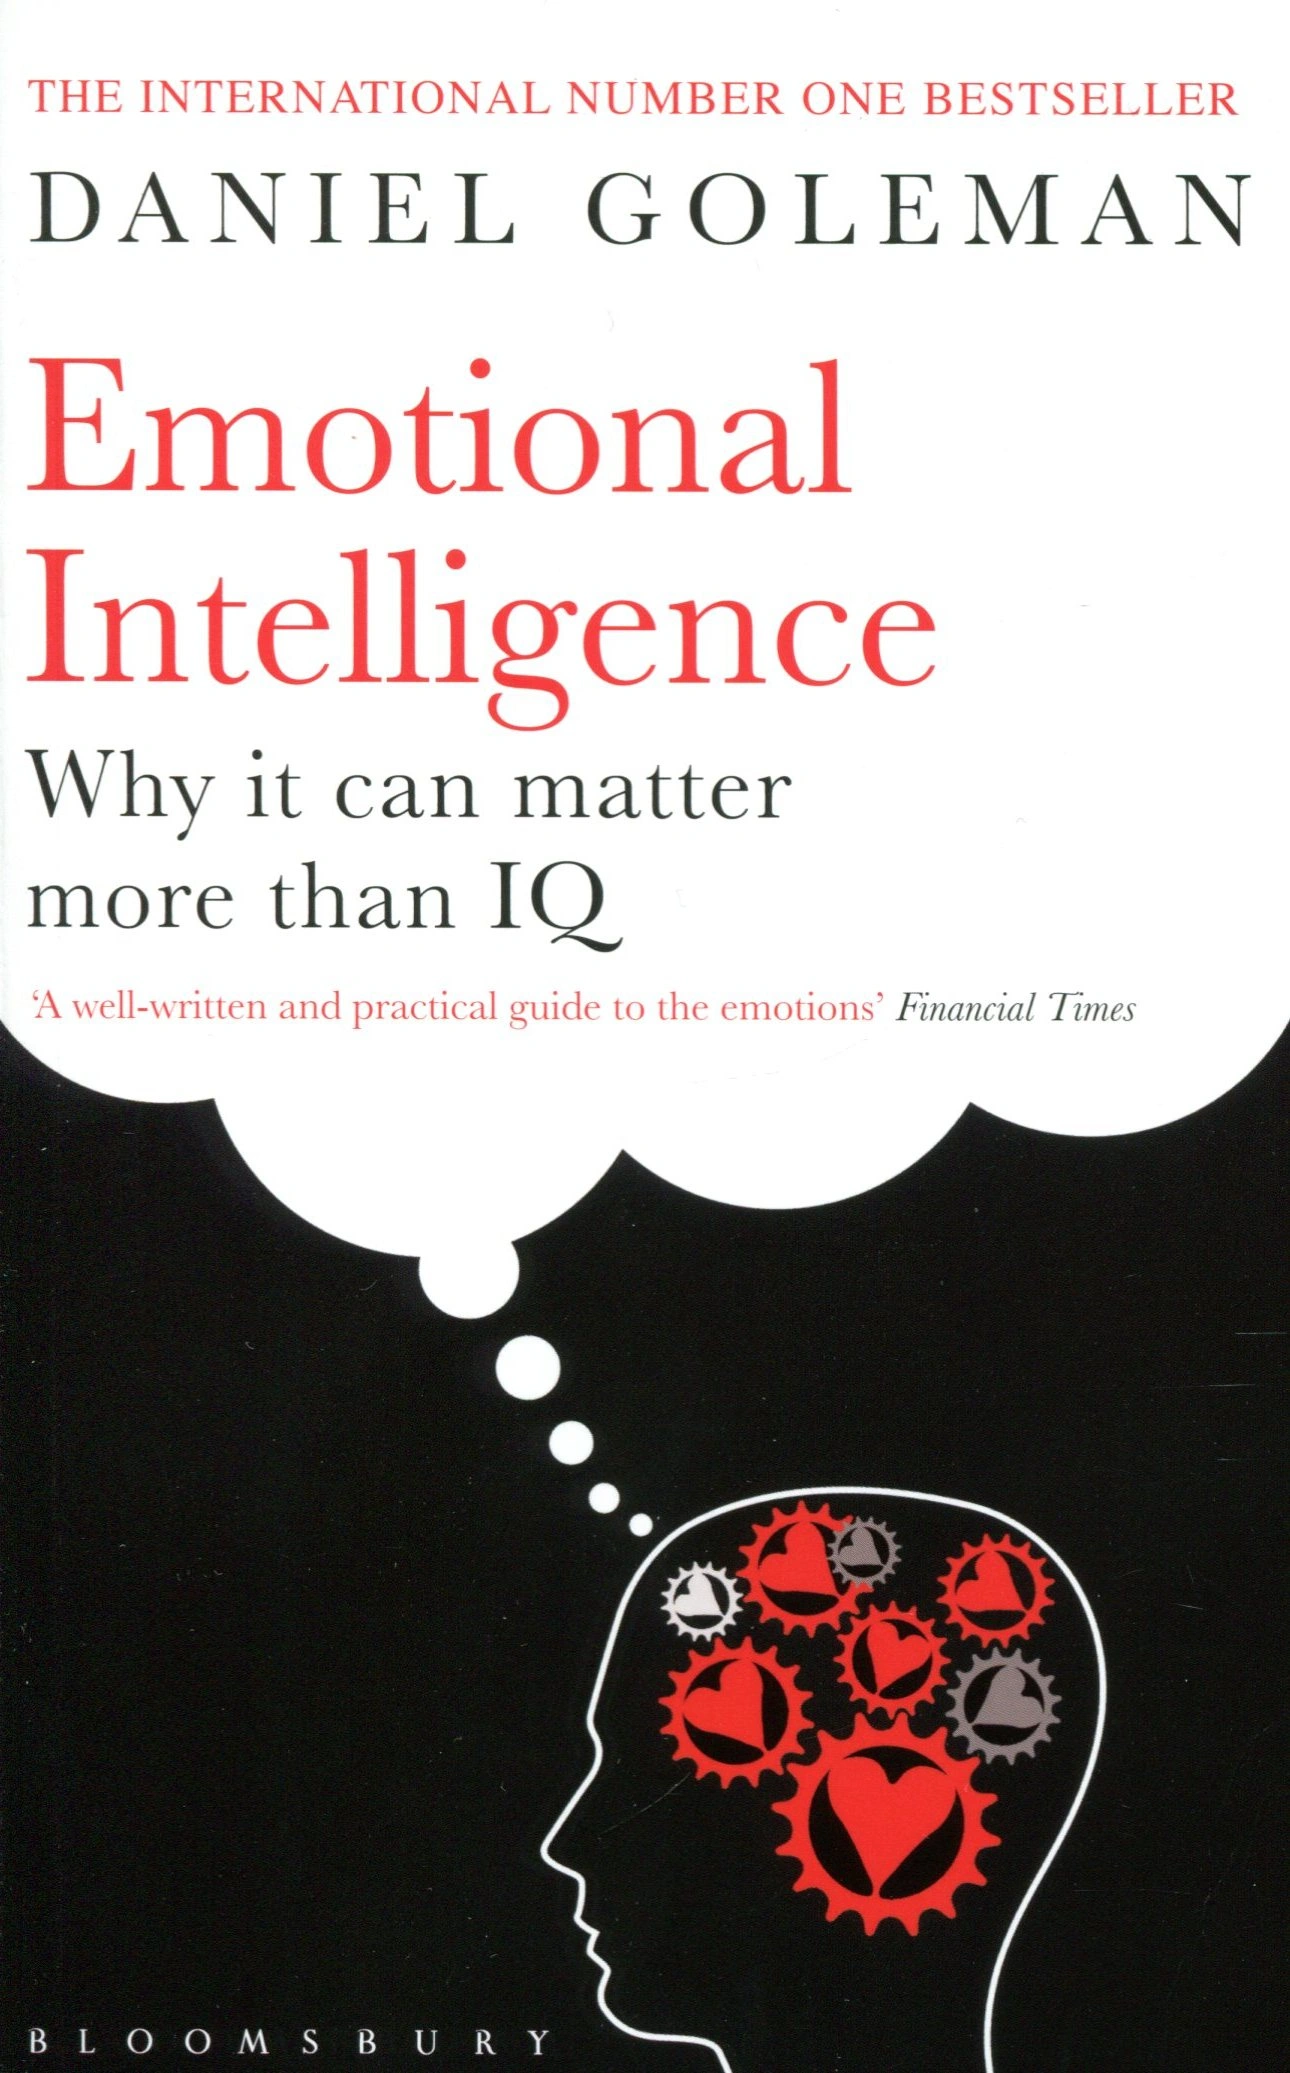 THE INTERNATIONAL NUMBER ONE BESTSELLER
DANIEL GOLEMAN
Emotional
Intelligence
Why it can matter
more than IQ
‘A well-written and practical guide to the emotions’ Financial Times
BLOOMSBURY